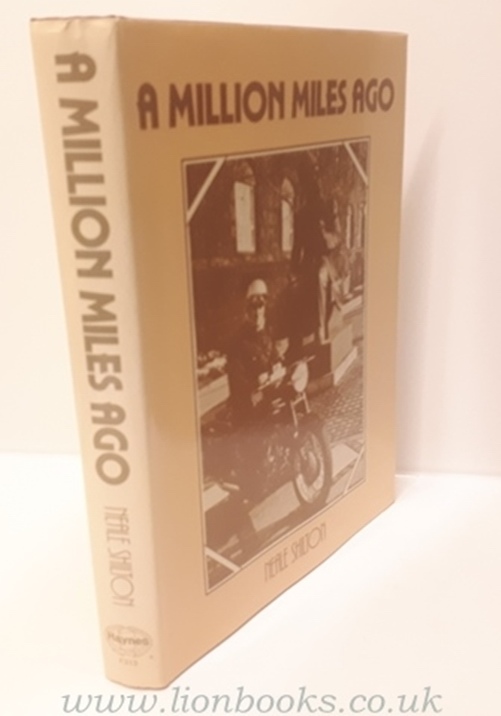 A MILLION MILES AGO
NEALE SHILTON
Haynes
A MILLION MILES AGO
NEALE SHILTON
www.lionbooks.co.uk